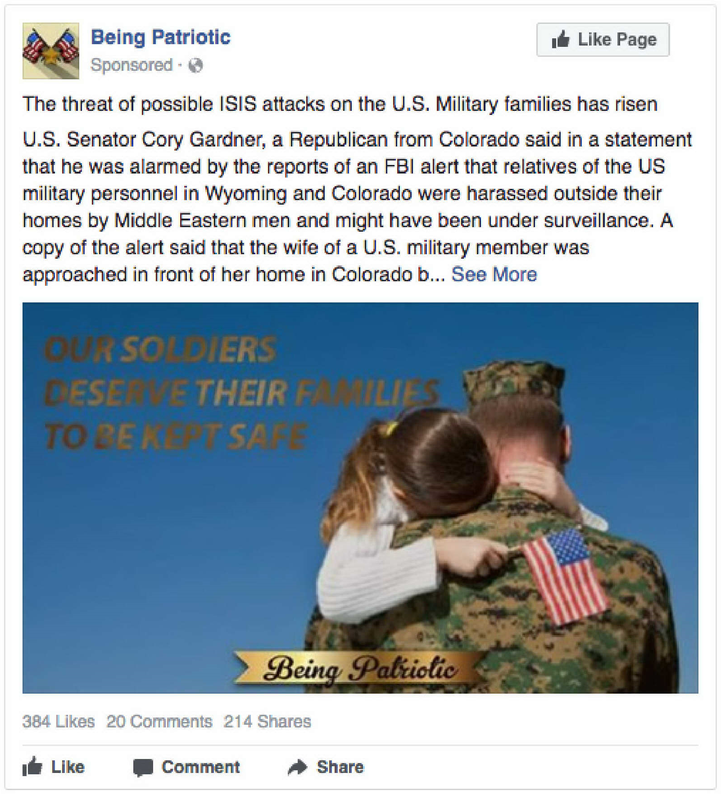 Being Patriotic
Like Page
Sponsored ·
The threat of possible ISIS attacks on the U.S. Military families has risen
U.S. Senator Cory Gardner, a Republican from Colorado said in a statement
that he was alarmed by the reports of an FBI alert that relatives of the US
military personnel in Wyoming and Colorado were harassed outside their
homes by Middle Eastern men and might have been under surveillance. A
copy of the alert said that the wife of a U.S. military member was
approached in front of her home in Colorado b... See More
OUR SOLDIERS
DESERVE THEIR FAMILIES
TO BE KEPT SAFE
Being Patriotic
384 Likes 20 Comments 214 Shares
Like Comment Share